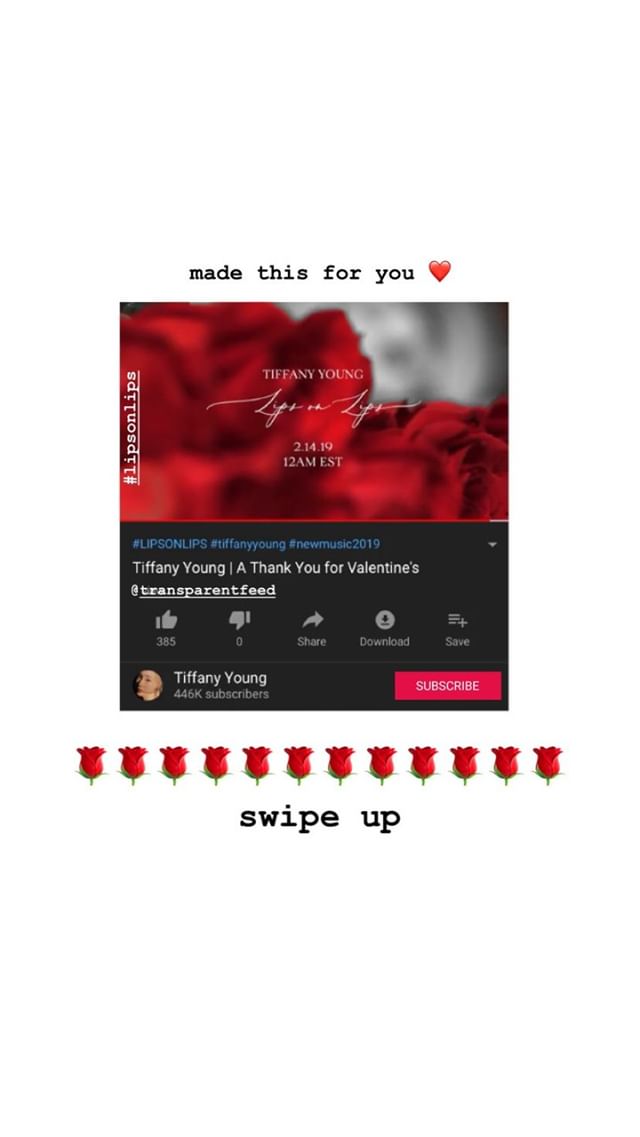 made this for you ❤️
#lipsonlips
TIFFANY YOUNG
Lips on Lips
2.14.19
12AM EST
#LIPSONLIPS #tiffanyyoung #newmusic2019
Tiffany Young | A Thank You for Valentine's
@transparentfeed
385
0
Share
Download
Save
Tiffany Young
446K subscribers
SUBSCRIBE
🌹🌹🌹🌹🌹🌹🌹🌹🌹🌹🌹🌹
swipe up